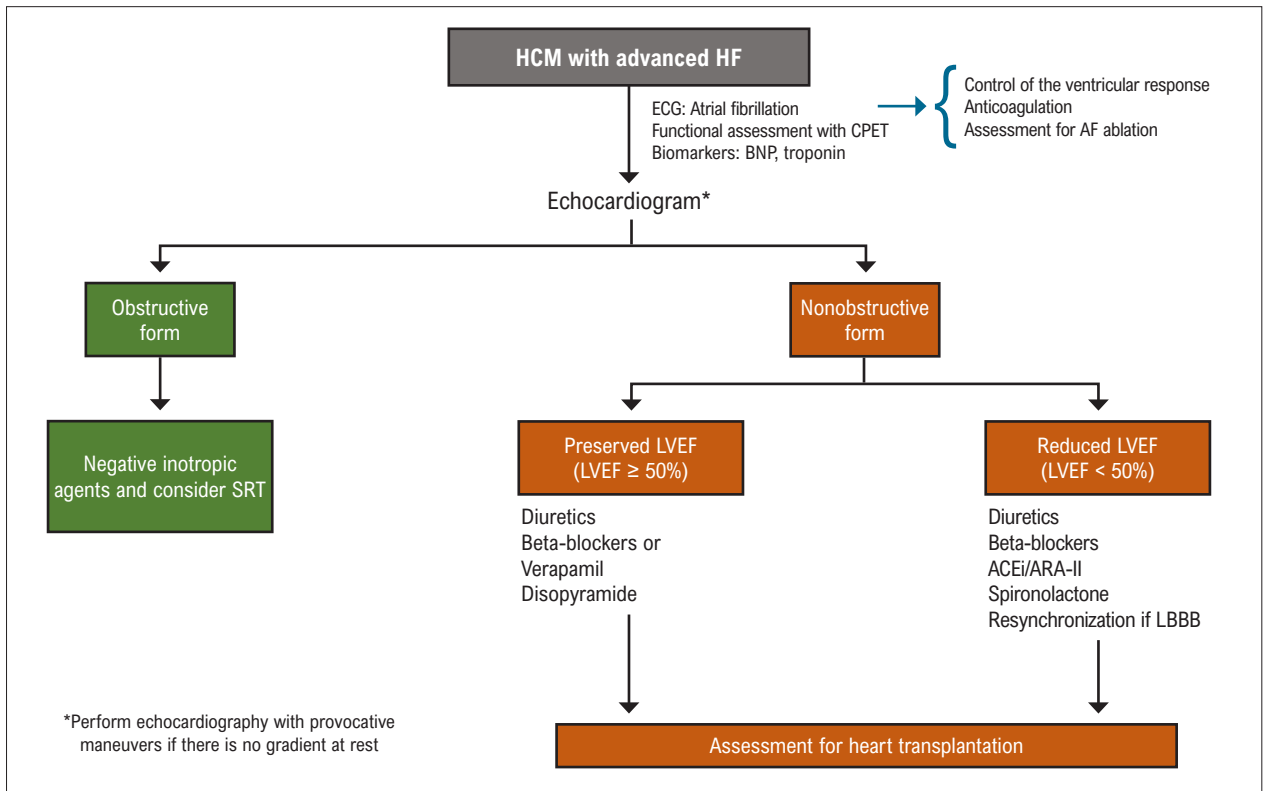 HCM with advanced HF
ECG: Atrial fibrillation
Functional assessment with CPET
Biomarkers: BNP, troponin
Control of the ventricular response
Anticoagulation
Assessment for AF ablation
Echocardiogram*
Obstructive
form
Nonobstructive
form
Negative inotropic
agents and consider SRT
Preserved LVEF
(LVEF ≥ 50%)
Diuretics
Beta-blockers or
Verapamil
Disopyramide
Reduced LVEF
(LVEF < 50%)
Diuretics
Beta-blockers
ACEi/ARA-II
Spironolactone
Resynchronization if LBBB
*Perform echocardiography with provocative
maneuvers if there is no gradient at rest
Assessment for heart transplantation